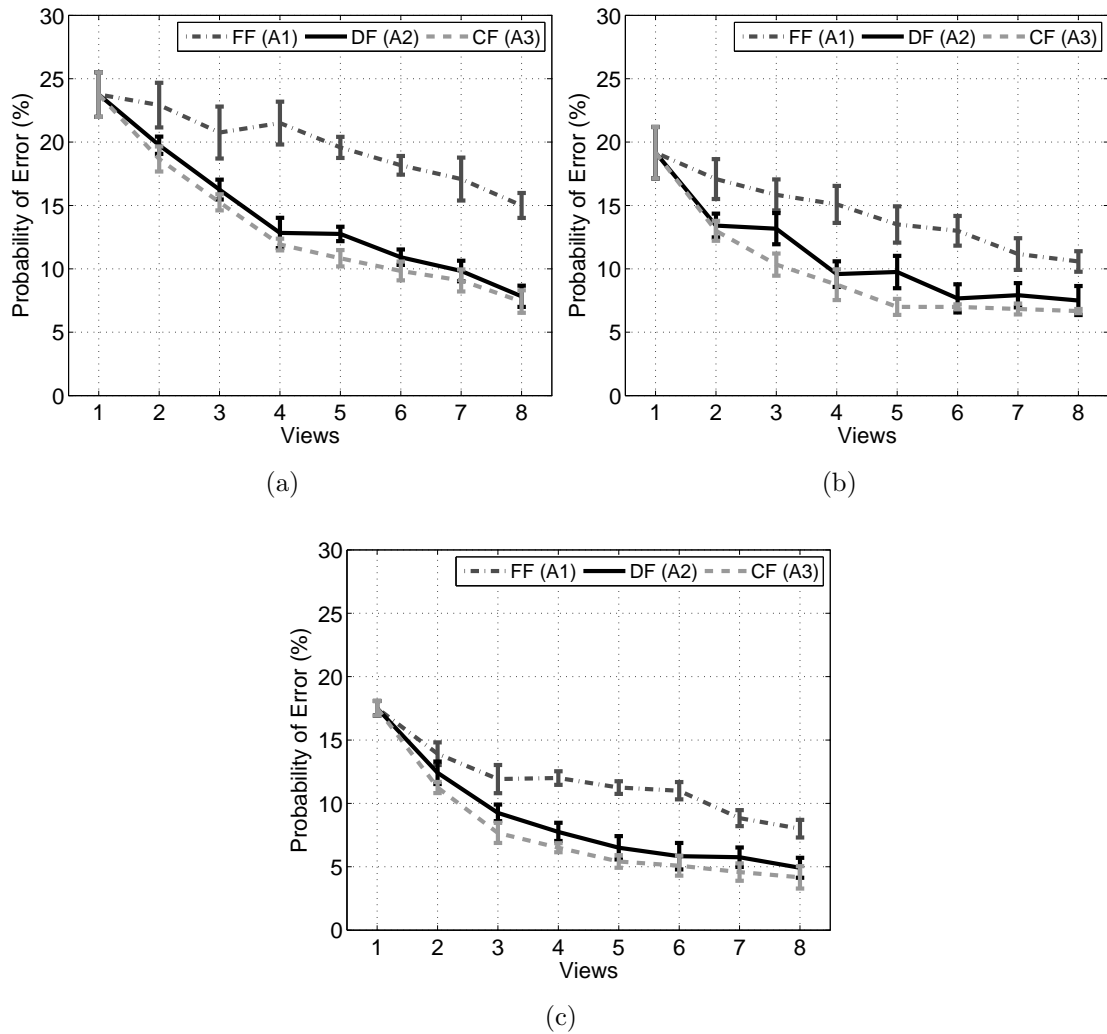 30
FF (A1) DF (A2) CF (A3)
25
20
15
10
5
0
Probability of Error (%)
1 2 3 4 5 6 7 8
Views
(a)
30
FF (A1) DF (A2) CF (A3)
25
20
15
10
5
0
Probability of Error (%)
1 2 3 4 5 6 7 8
Views
(b)
30
FF (A1) DF (A2) CF (A3)
25
20
15
10
5
0
Probability of Error (%)
1 2 3 4 5 6 7 8
Views
(c)